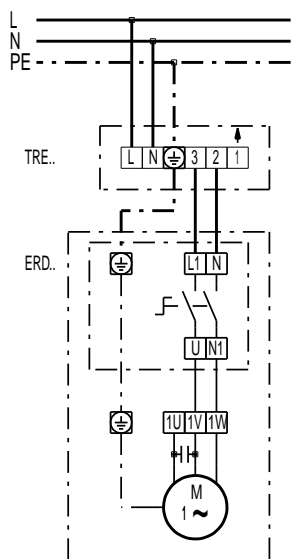 L
N
PE
TRE..
L N 3 2 1
ERD..
L1 N
U N1
1U 1V 1W
M
1 ~